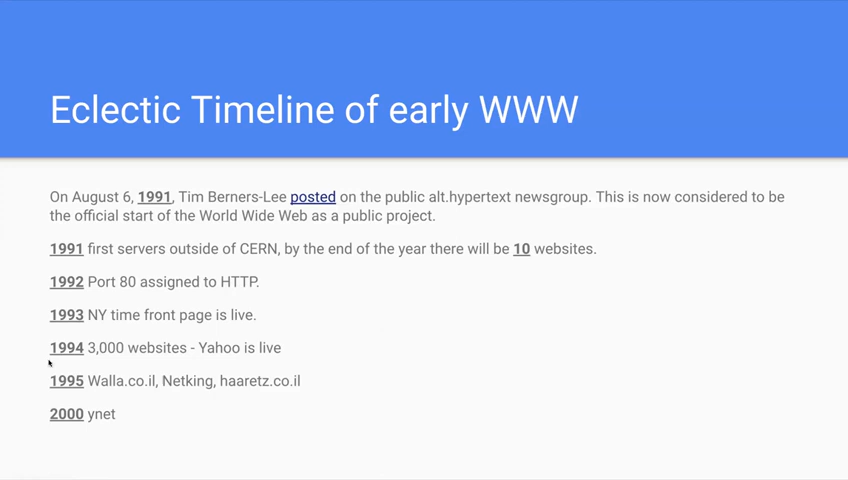 Eclectic Timeline of early WWW
On August 6, 1991, Tim Berners-Lee posted on the public alt.hypertext newsgroup. This is now considered to be
the official start of the World Wide Web as a public project.
1991 first servers outside of CERN, by the end of the year there will be 10 websites.
1992 Port 80 assigned to HTTP.
1993 NY time front page is live.
1994 3,000 websites - Yahoo is live
1995 Walla.co.il, Netking, haaretz.co.il
2000 ynet